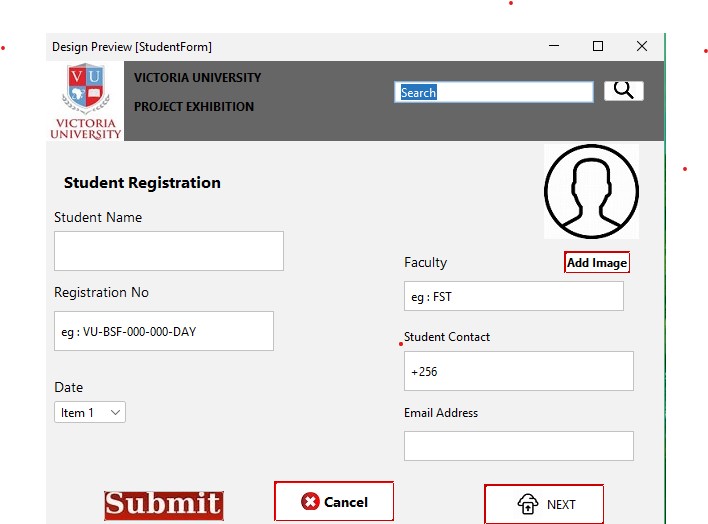 Design Preview [StudentForm]
VU
VICTORIA
UNIVERSITY
VICTORIA UNIVERSITY
PROJECT EXHIBITION
Search
Student Registration
Student Name
Registration No
eg : VU-BSF-000-000-DAY
Date
Item 1
Add Image
Faculty
eg : FST
Student Contact
+256
Email Address
Submit
Cancel
NEXT